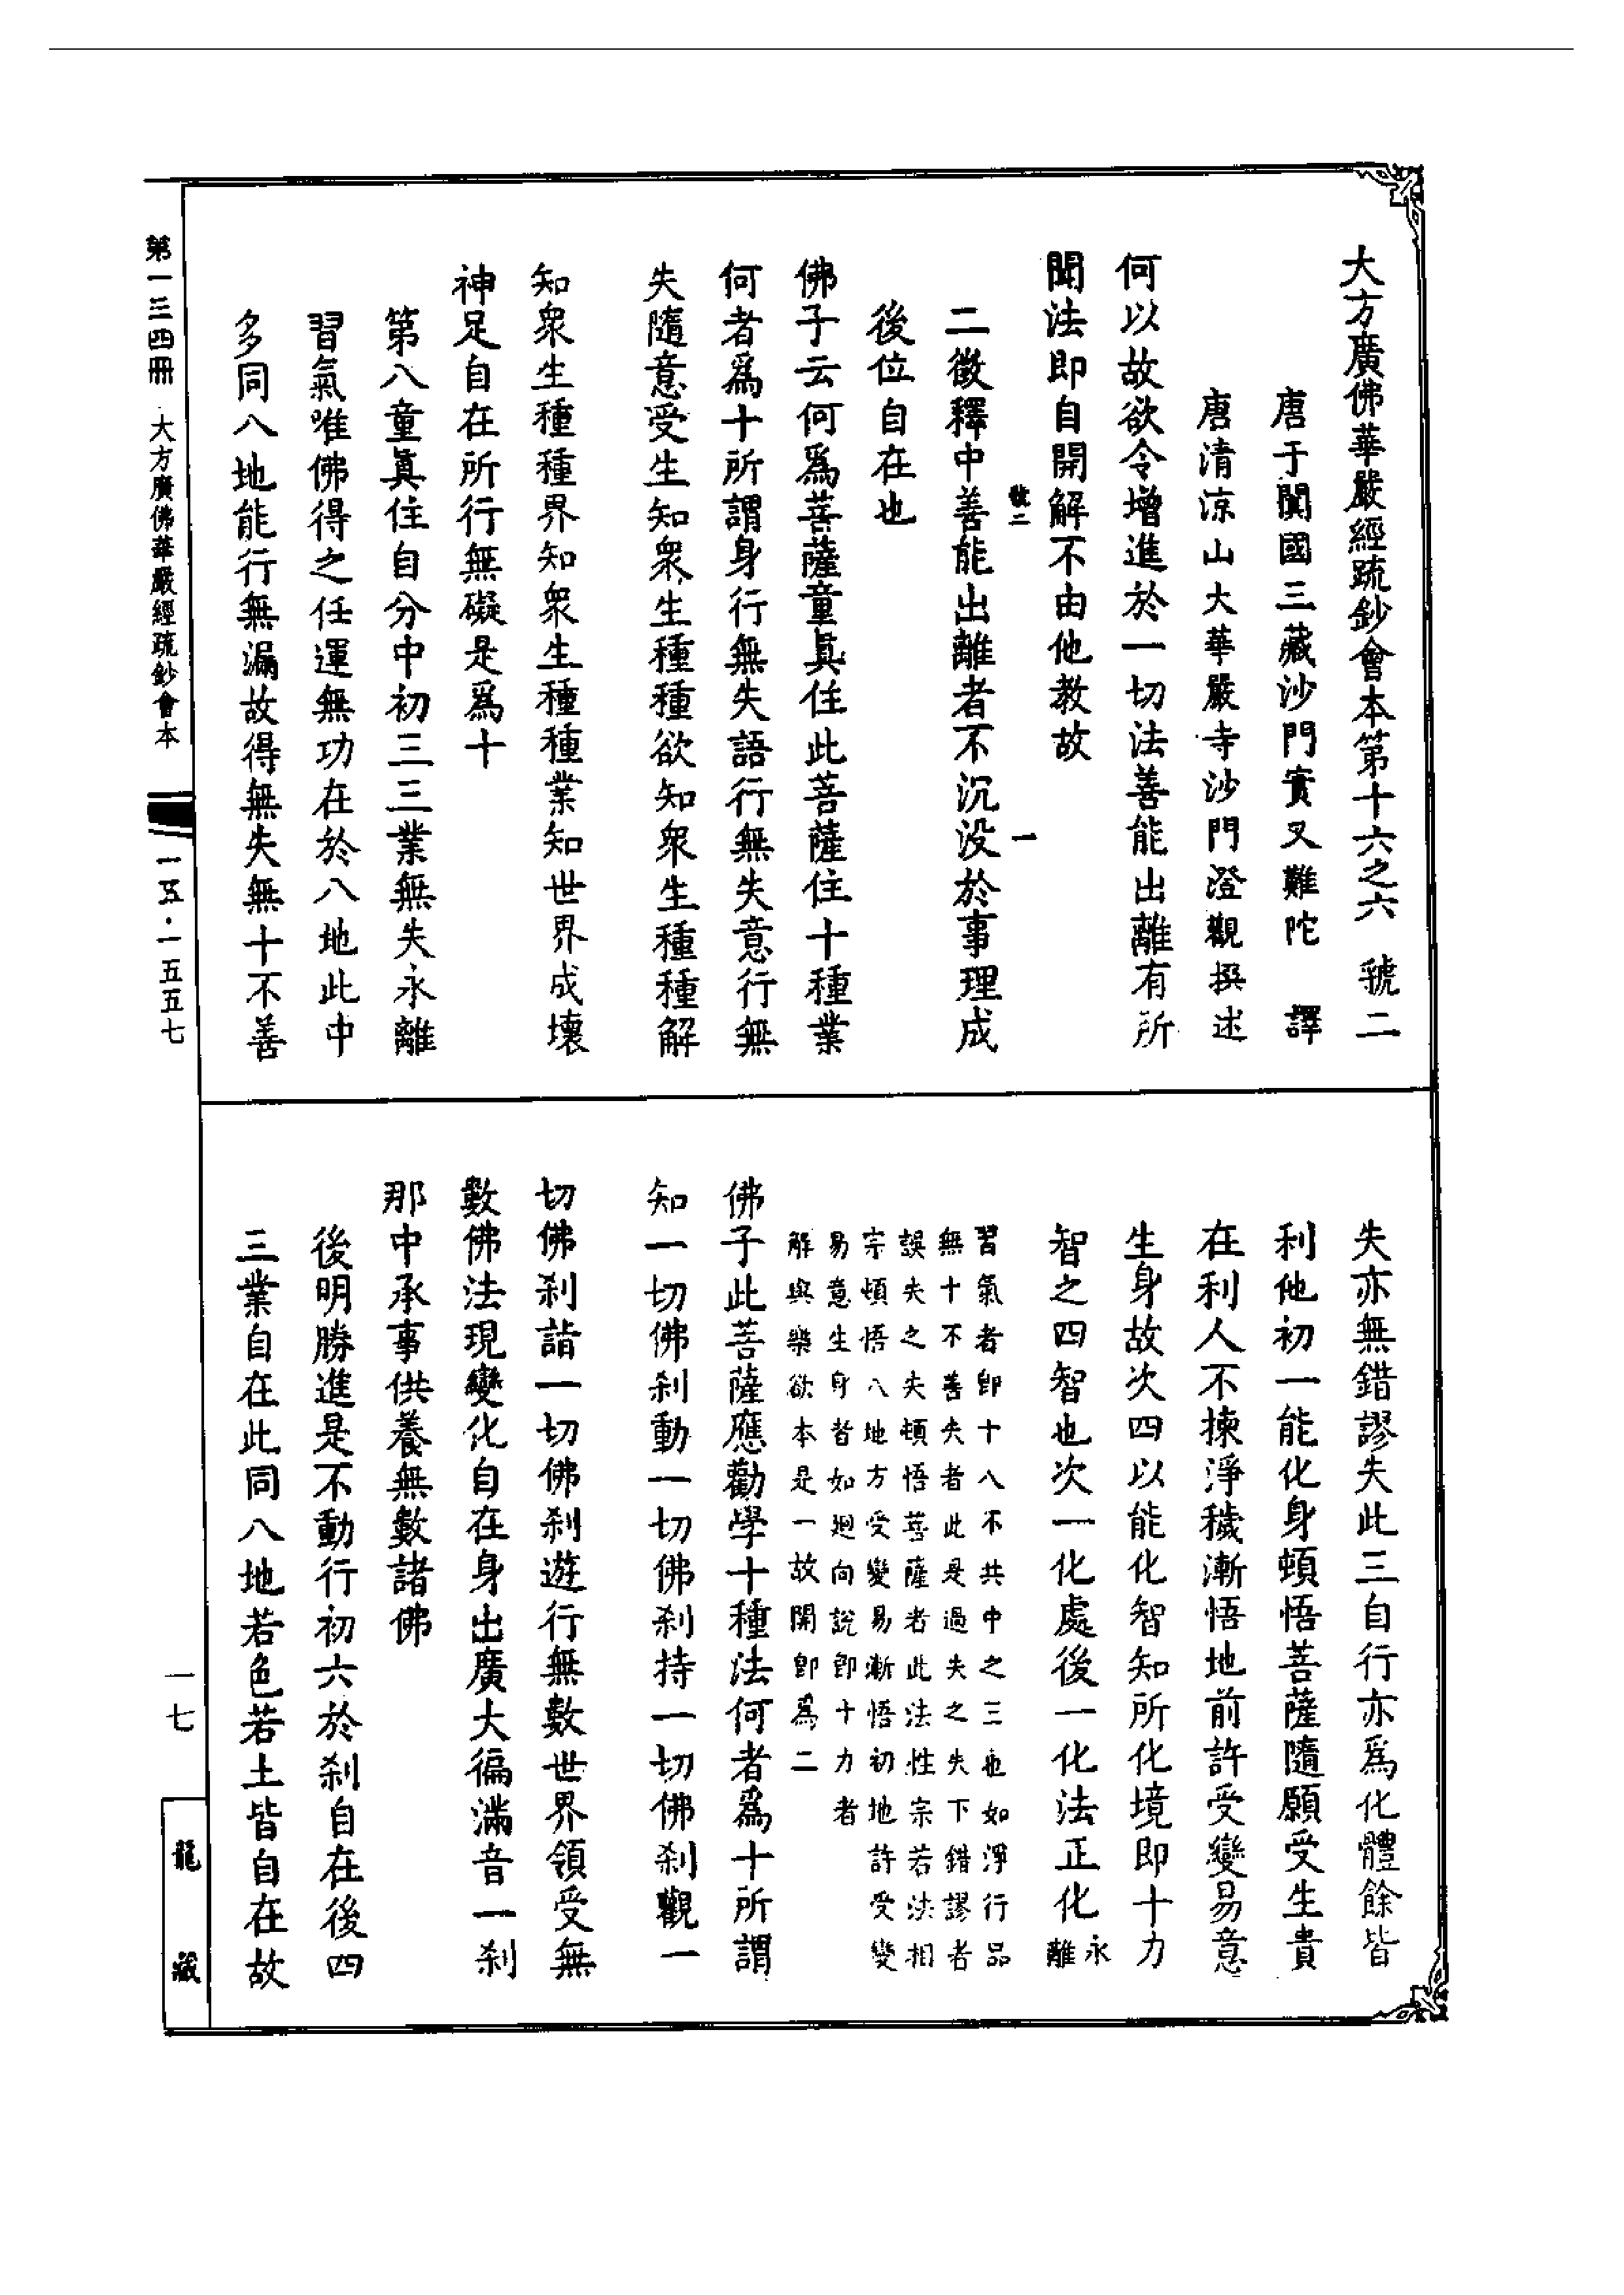 大方廣佛華嚴經疏鈔會本第十六之六 號二
唐于闐國三藏沙門實叉難陀 譯
唐清涼山大華嚴寺沙門澄觀撰述
何以故欲令增進於一切法善能出離有所
聞法即自開解不由他教故
號二 一
二徵釋中善能出離者不沉没於事理成
後位自在也
佛子云何爲菩薩童眞住此菩薩住十種業
何者爲十所謂身行無失語行無失意行無
失隨意受生知衆生種種欲知衆生種種解
知衆生種種界知衆生種種業知世界成壞
神足自在所行無礙是爲十
第八童眞住自分中初三三業無失永離
習氣唯佛得之任運無功在於八地此中
多同八地能行無漏故得無失無十不善
失亦無錯謬失此三自行亦爲化體餘皆
利他初一能化身頓悟菩薩隨願受生貴
在利人不揀淨穢漸悟地前許受變易意
生身故次四以能化智知所化境即十力
智之四智也次一化處後一化法正化永離
習氣者卽十八不共中之三也如淨行品
無十不善失者此是過失之失下錯謬者
誤失之失頓悟菩薩者此法性宗若法相
宗頓悟八地方受變易漸悟初地許受變
易意生身者如迴向說卽十力者
解與樂欲本是一故開卽爲二
佛子此菩薩應勸學十種法何者爲十所謂
知一切佛刹動一切佛刹持一切佛刹觀一
切佛刹詣一切佛刹遊行無數世界領受無
數佛法現變化自在身出廣大徧滿音一刹
那中承事供養無數諸佛
後明勝進是不動行初六於刹自在後四
三業自在此同八地若色若土皆自在故
第一三四冊 大方廣佛華嚴經疏鈔會本
一五·一五五七
一七
龍藏